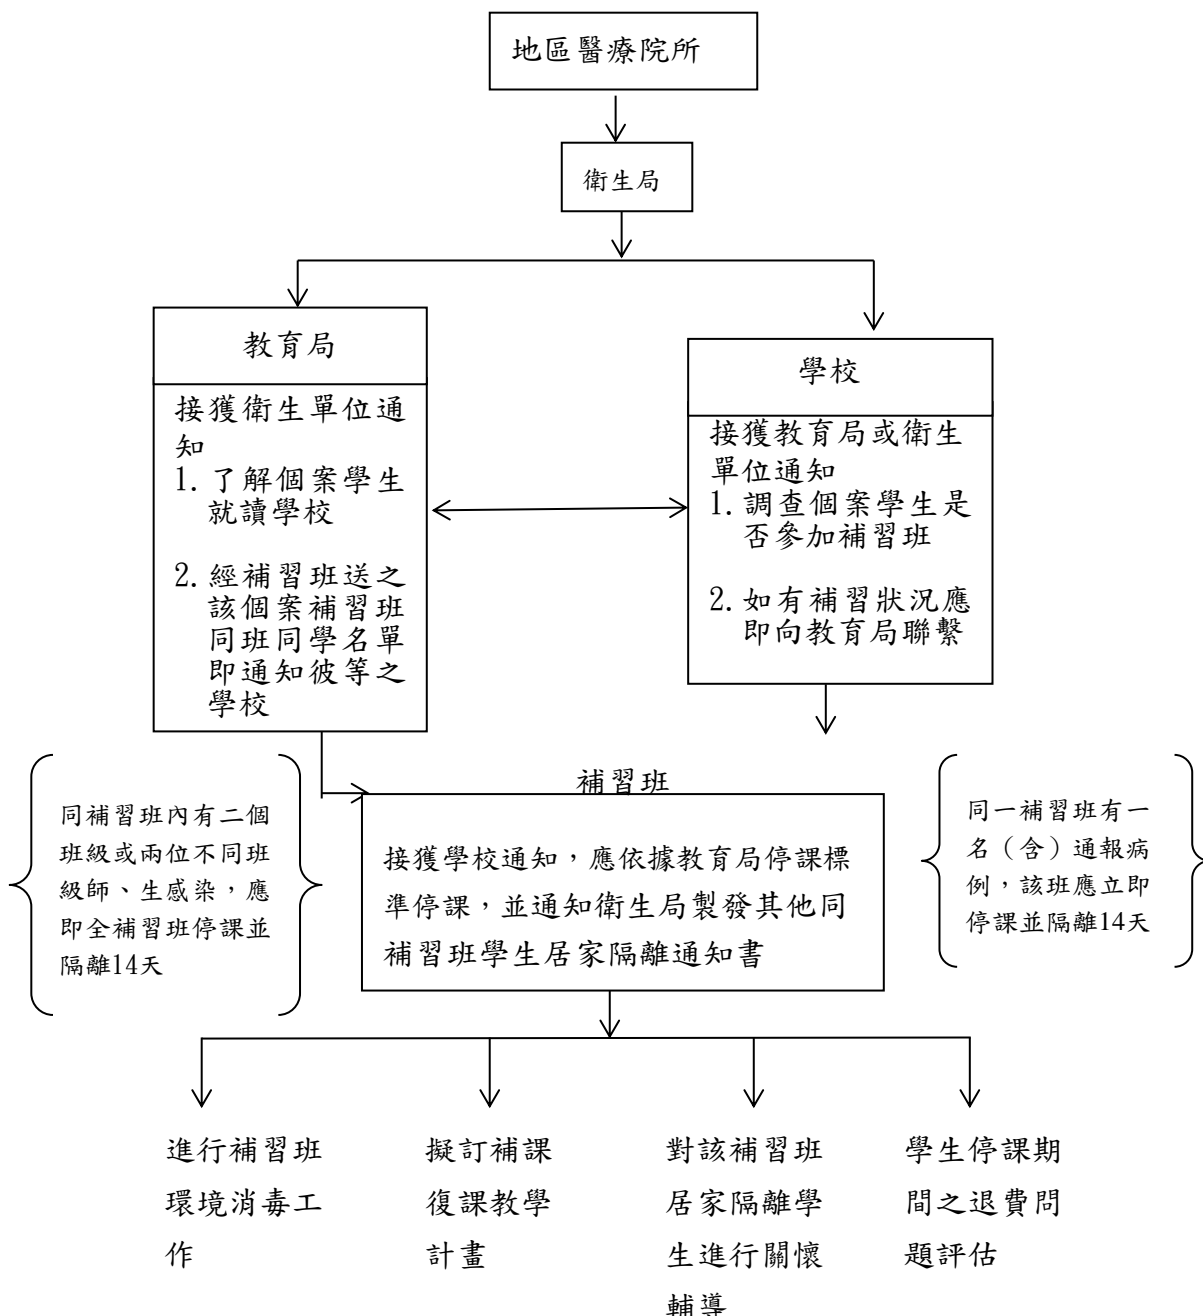 地區醫療院所
衛生局
教育局
接獲衛生單位通
知
1. 了解個案學生
就讀學校
2. 經補習班送之
該個案補習班
同班同學名單
即通知彼等之
學校
學校
接獲教育局或衛生
單位通知
1. 調查個案學生是
否參加補習班
2. 如有補習狀況應
即向教育局聯繫
同補習班內有二個
班級或兩位不同班
級師、生感染，應
即全補習班停課並
隔離14天
補習班
接獲學校通知，應依據教育局停課標
準停課，並通知衛生局製發其他同
補習班學生居家隔離通知書
同一補習班有一
名（含）通報病
例，該班應立即
停課並隔離14天
進行補習班
環境消毒工
作
擬訂補課
復課教學
計畫
對該補習班
居家隔離學
生進行關懷
輔導
學生停課期
間之退費問
題評估